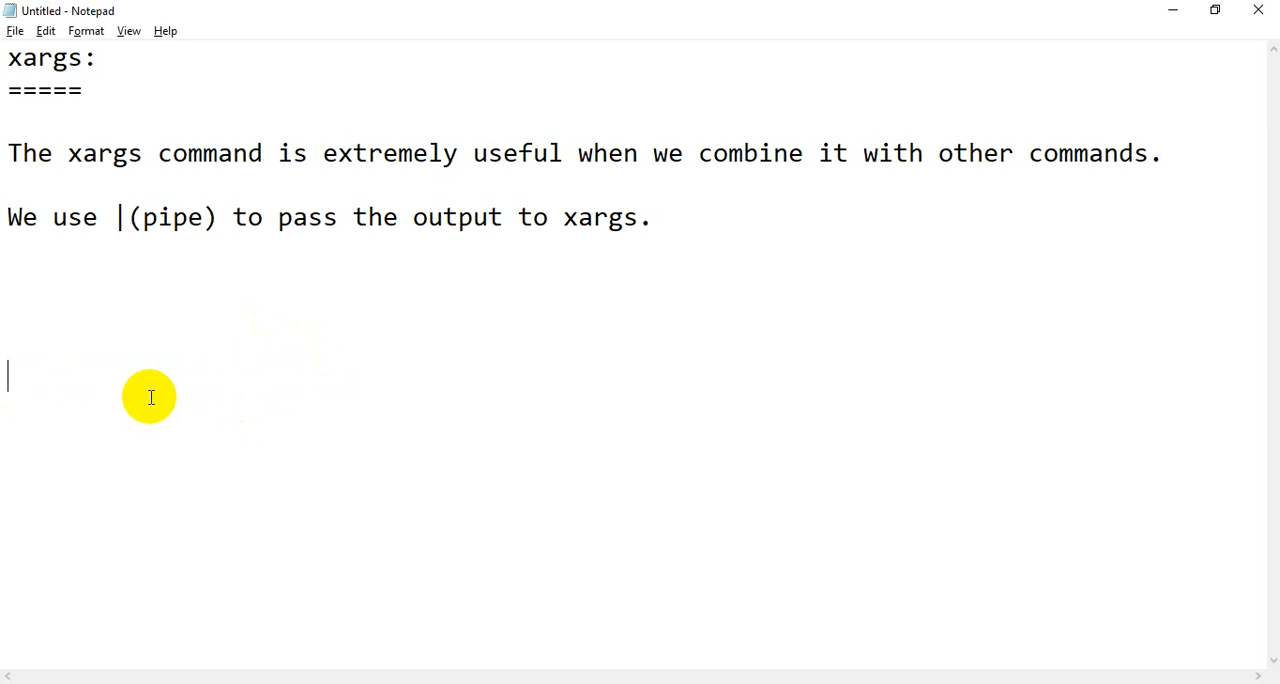 Untitled - Notepad
File Edit Format View Help
xargs:
=====
The xargs command is extremely useful when we combine it with other commands.
We use |(pipe) to pass the output to xargs.